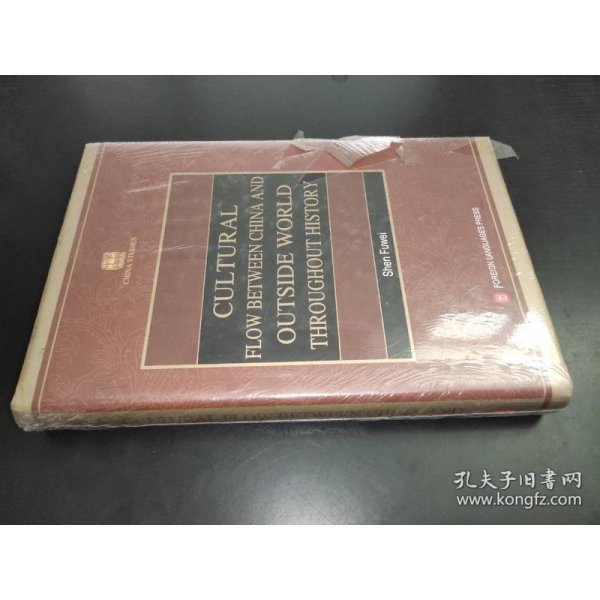 CHINA STUDIES
CULTURAL
FLOW BETWEEN CHINA AND
OUTSIDE WORLD
THROUGHOUT HISTORY
Shen Fuwei
FOREIGN LANGUAGES PRESS
孔夫子旧书网
www.kongfz.com